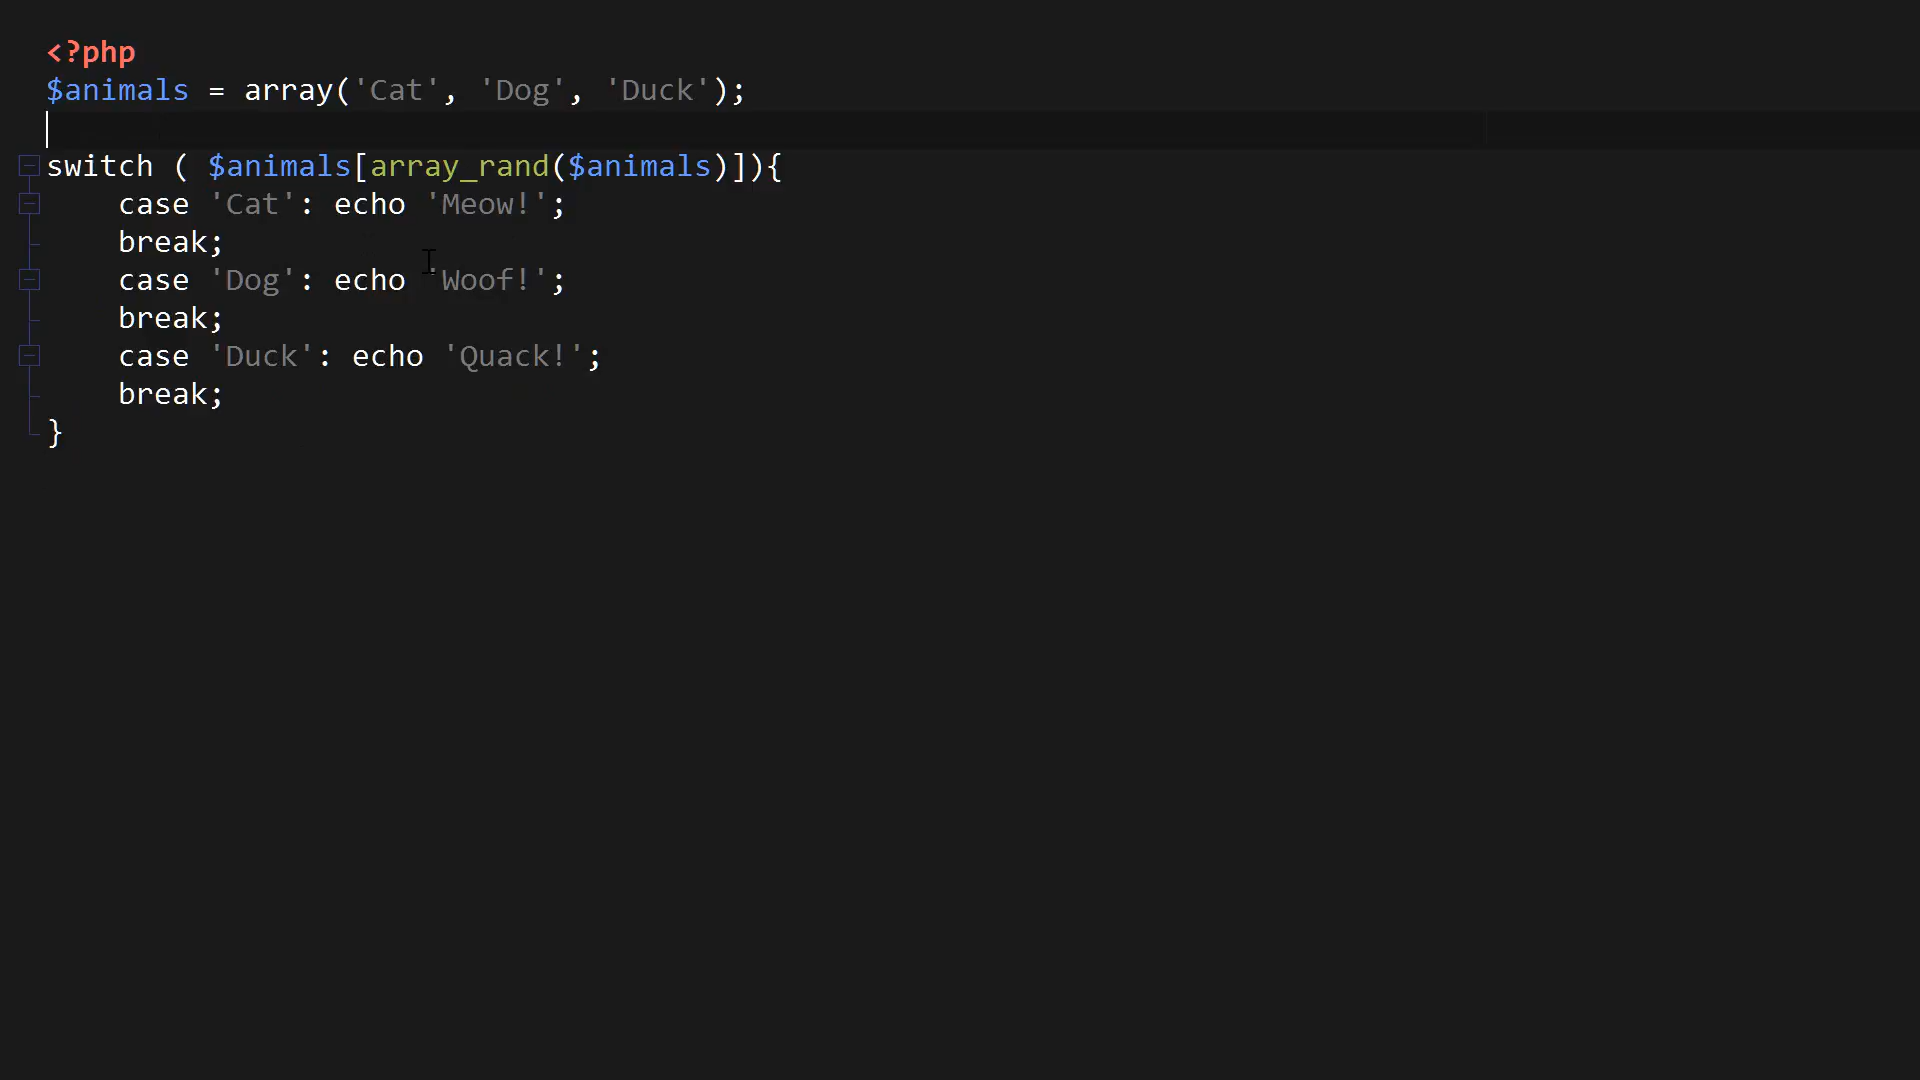 <?php
$animals = array('Cat', 'Dog', 'Duck');
switch ( $animals[array_rand($animals)]){
    case 'Cat': echo 'Meow!';
    break;
    case 'Dog': echo 'Woof!';
    break;
    case 'Duck': echo 'Quack!';
    break;
}